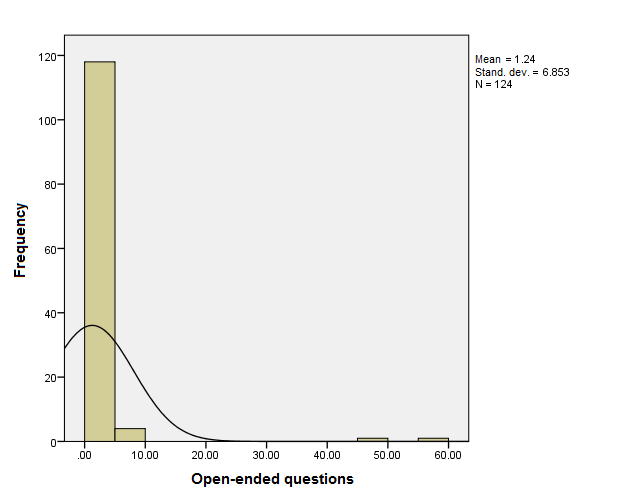 Mean = 1.24
Stand. dev. = 6.853
N = 124
120
100
80
60
40
20
0
Frequency
.00
10.00
20.00
30.00
40.00
50.00
60.00
Open-ended questions